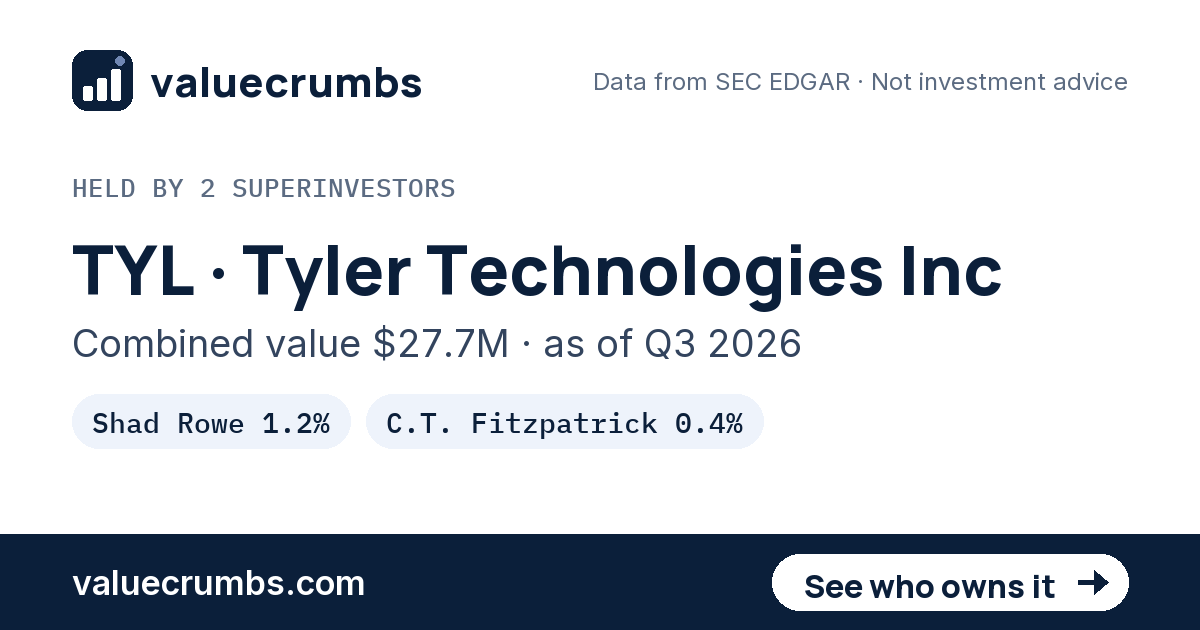 valuecrumbs
Data from SEC EDGAR · Not investment advice
HELD BY 2 SUPERINVESTORS
TYL · Tyler Technologies Inc
Combined value $27.7M · as of Q3 2026
Shad Rowe 1.2%
C.T. Fitzpatrick 0.4%
valuecrumbs.com
See who owns it →